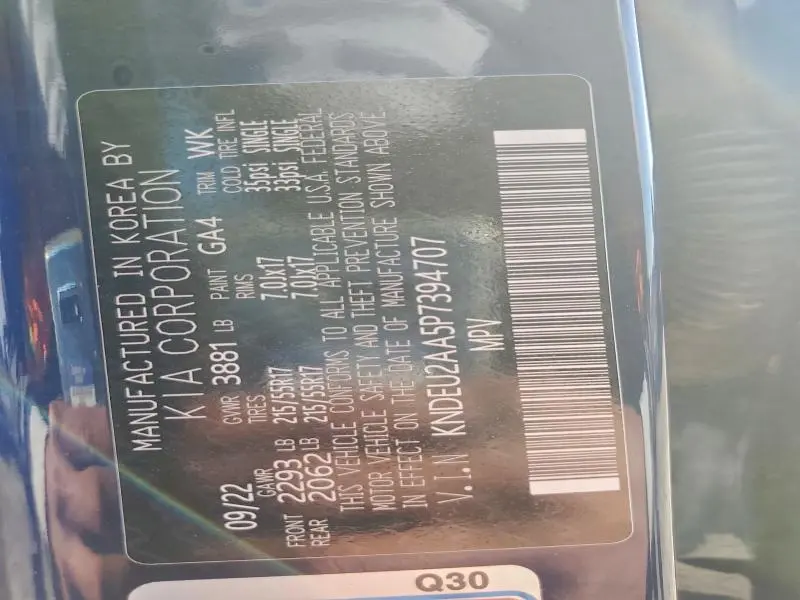 MANUFACTURED IN KOREA BY
KIA CORPORATION
09/22 GVWR 3881 LB PAINT GA4 TRIM WK
GAWR TIRES RIMS COLD TIRE INFL
FRONT 2293 LB 215/55R17 7.0Jx17 35psi SINGLE
REAR 2062 LB 215/55R17 7.0Jx17 33psi SINGLE
THIS VEHICLE CONFORMS TO ALL APPLICABLE U.S.A. FEDERAL
MOTOR VEHICLE SAFETY AND THEFT PREVENTION STANDARDS
IN EFFECT ON THE DATE OF MANUFACTURE SHOWN ABOVE
V.I.N KNDEU2AA5P7394707
MPV
Q30